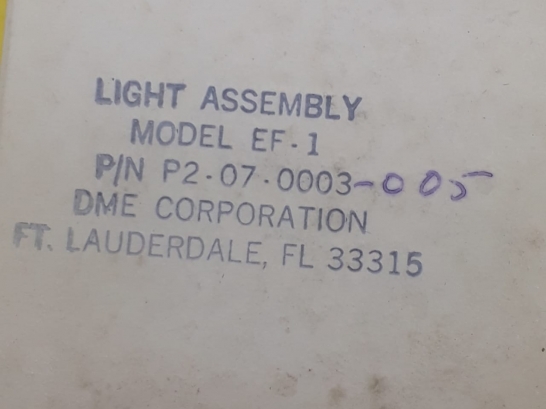 LIGHT ASSEMBLY
MODEL EF-1
P/N P2-07-0003-005
DME CORPORATION
FT. LAUDERDALE, FL 33315